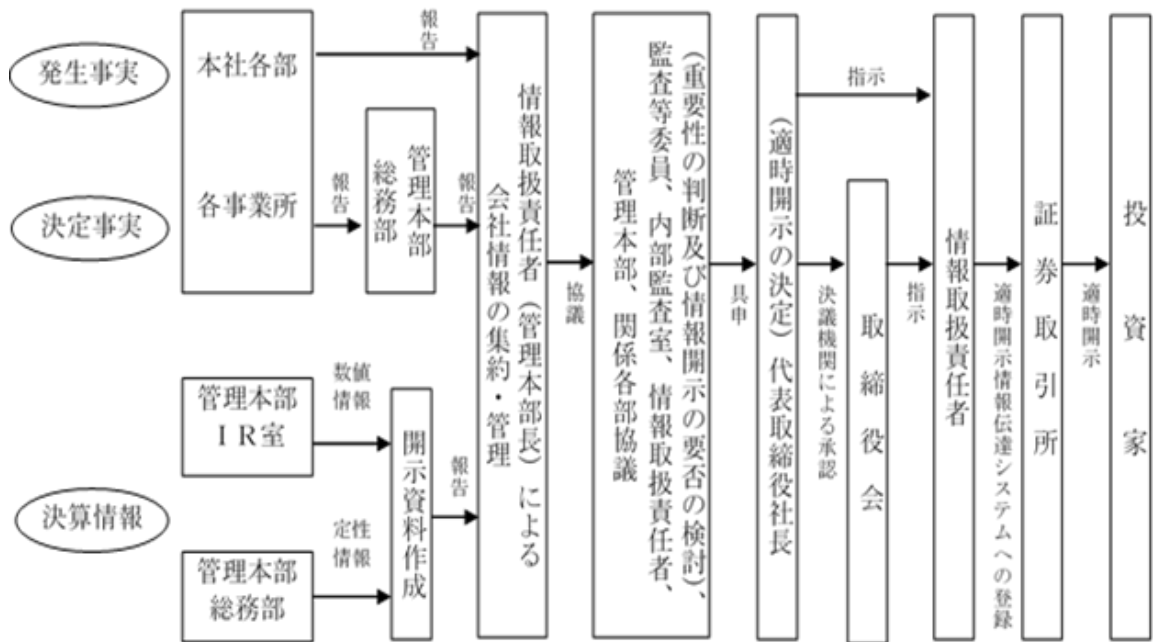 発生事実
決定事実
決算情報
本社各部
各事業所
報告
報告
管理本部
総務部
報告
管理本部
ＩＲ室
管理本部
総務部
数値
情報
定性
情報
開示資料作成
報告
情報取扱責任者（管理本部長）による
会社情報の集約・管理
協議
（重要性の判断及び情報開示の要否の検討）、
監査等委員、内部監査室、情報取扱責任者、
管理本部、関係各部協議
具申
（適時開示の決定）代表取締役社長
指示
決議機関による承認
取締役会
指示
情報取扱責任者
適時開示情報伝達システムへの登録
証券取引所
適時開示
投資家